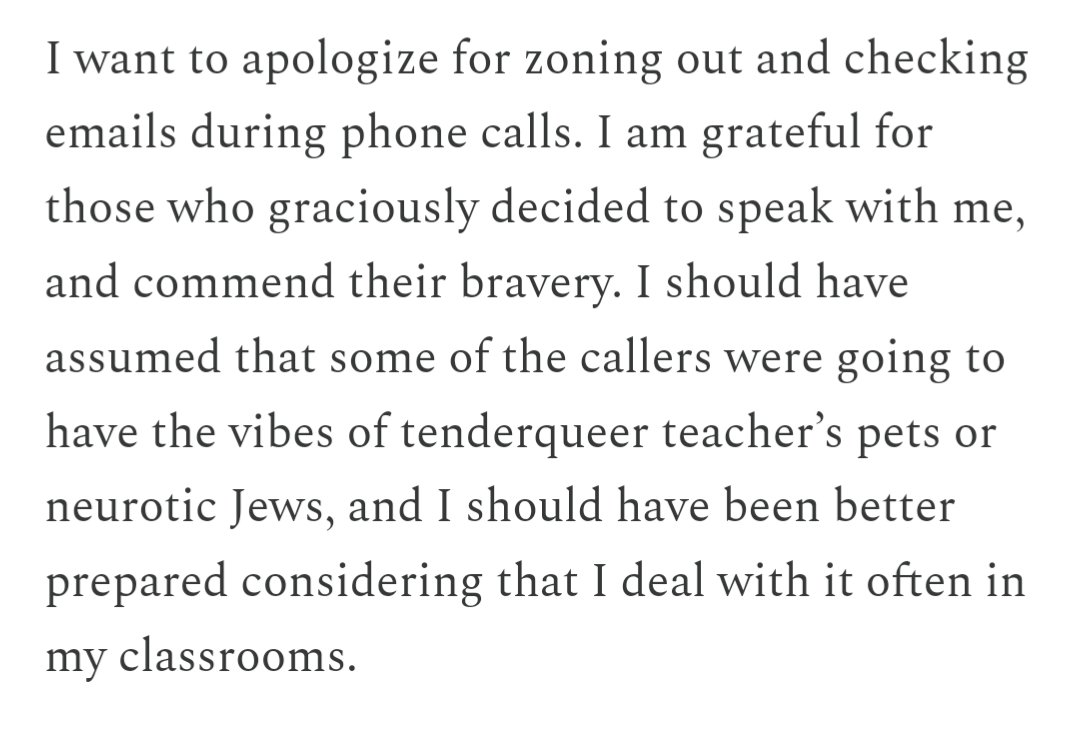 I want to apologize for zoning out and checking
emails during phone calls. I am grateful for
those who graciously decided to speak with me,
and commend their bravery. I should have
assumed that some of the callers were going to
have the vibes of tenderqueer teacher’s pets or
neurotic Jews, and I should have been better
prepared considering that I deal with it often in
my classrooms.